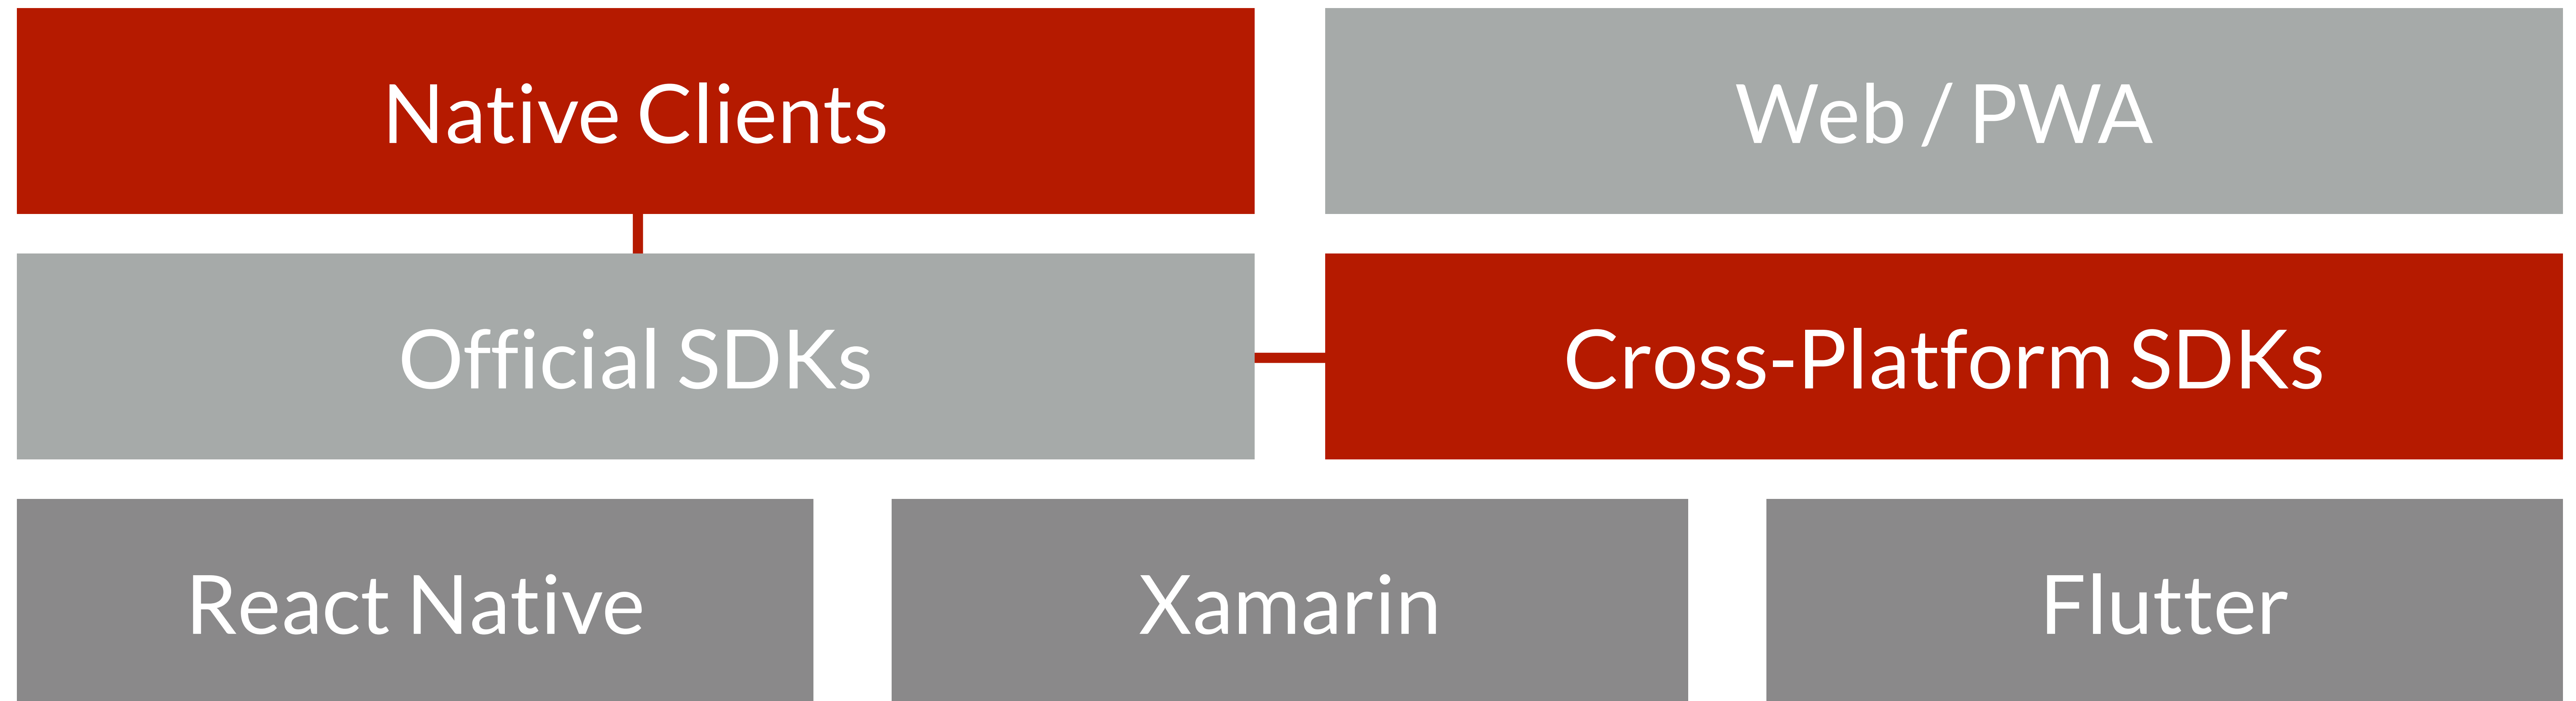 Native Clients
Web / PWA
Official SDKs
Cross-Platform SDKs
React Native
Xamarin
Flutter